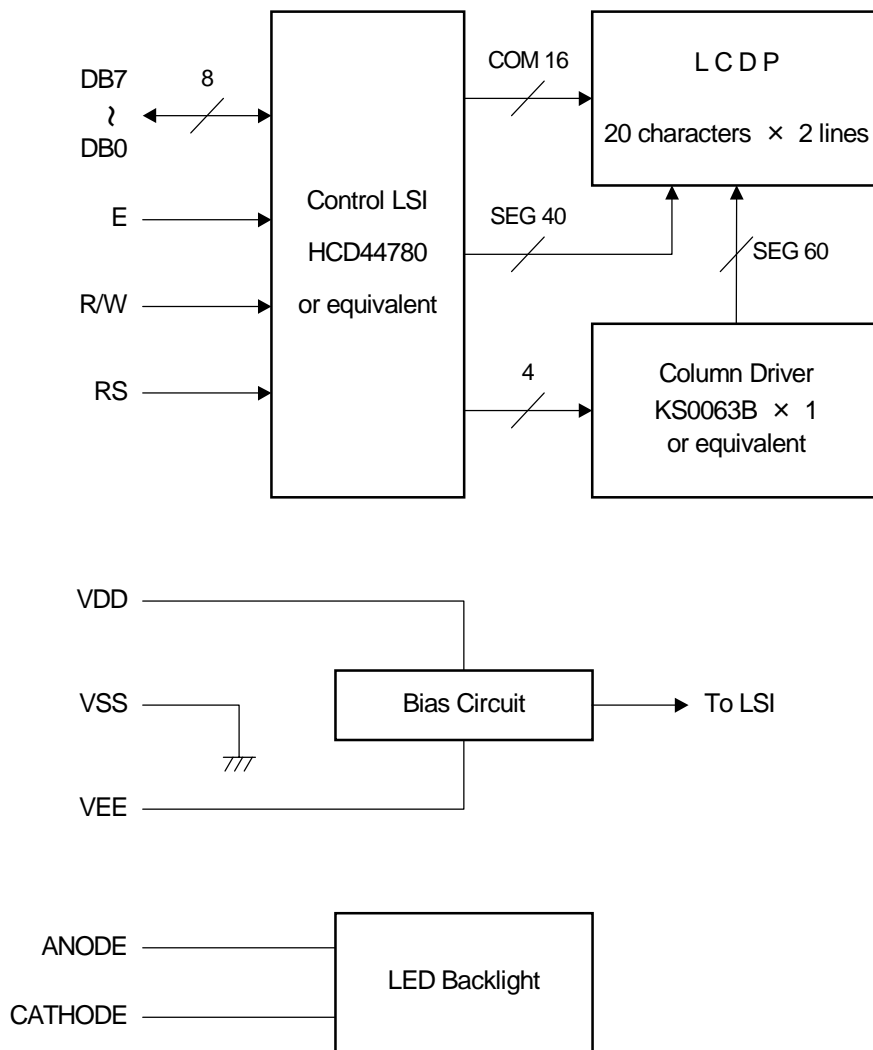 DB7
~
DB0
8
E
R/W
RS
Control LSI
HCD44780
or equivalent
COM 16
SEG 40
4
L C D P
20 characters × 2 lines
SEG 60
Column Driver
KS0063B × 1
or equivalent
VDD
VSS
VEE
Bias Circuit
To LSI
ANODE
CATHODE
LED Backlight